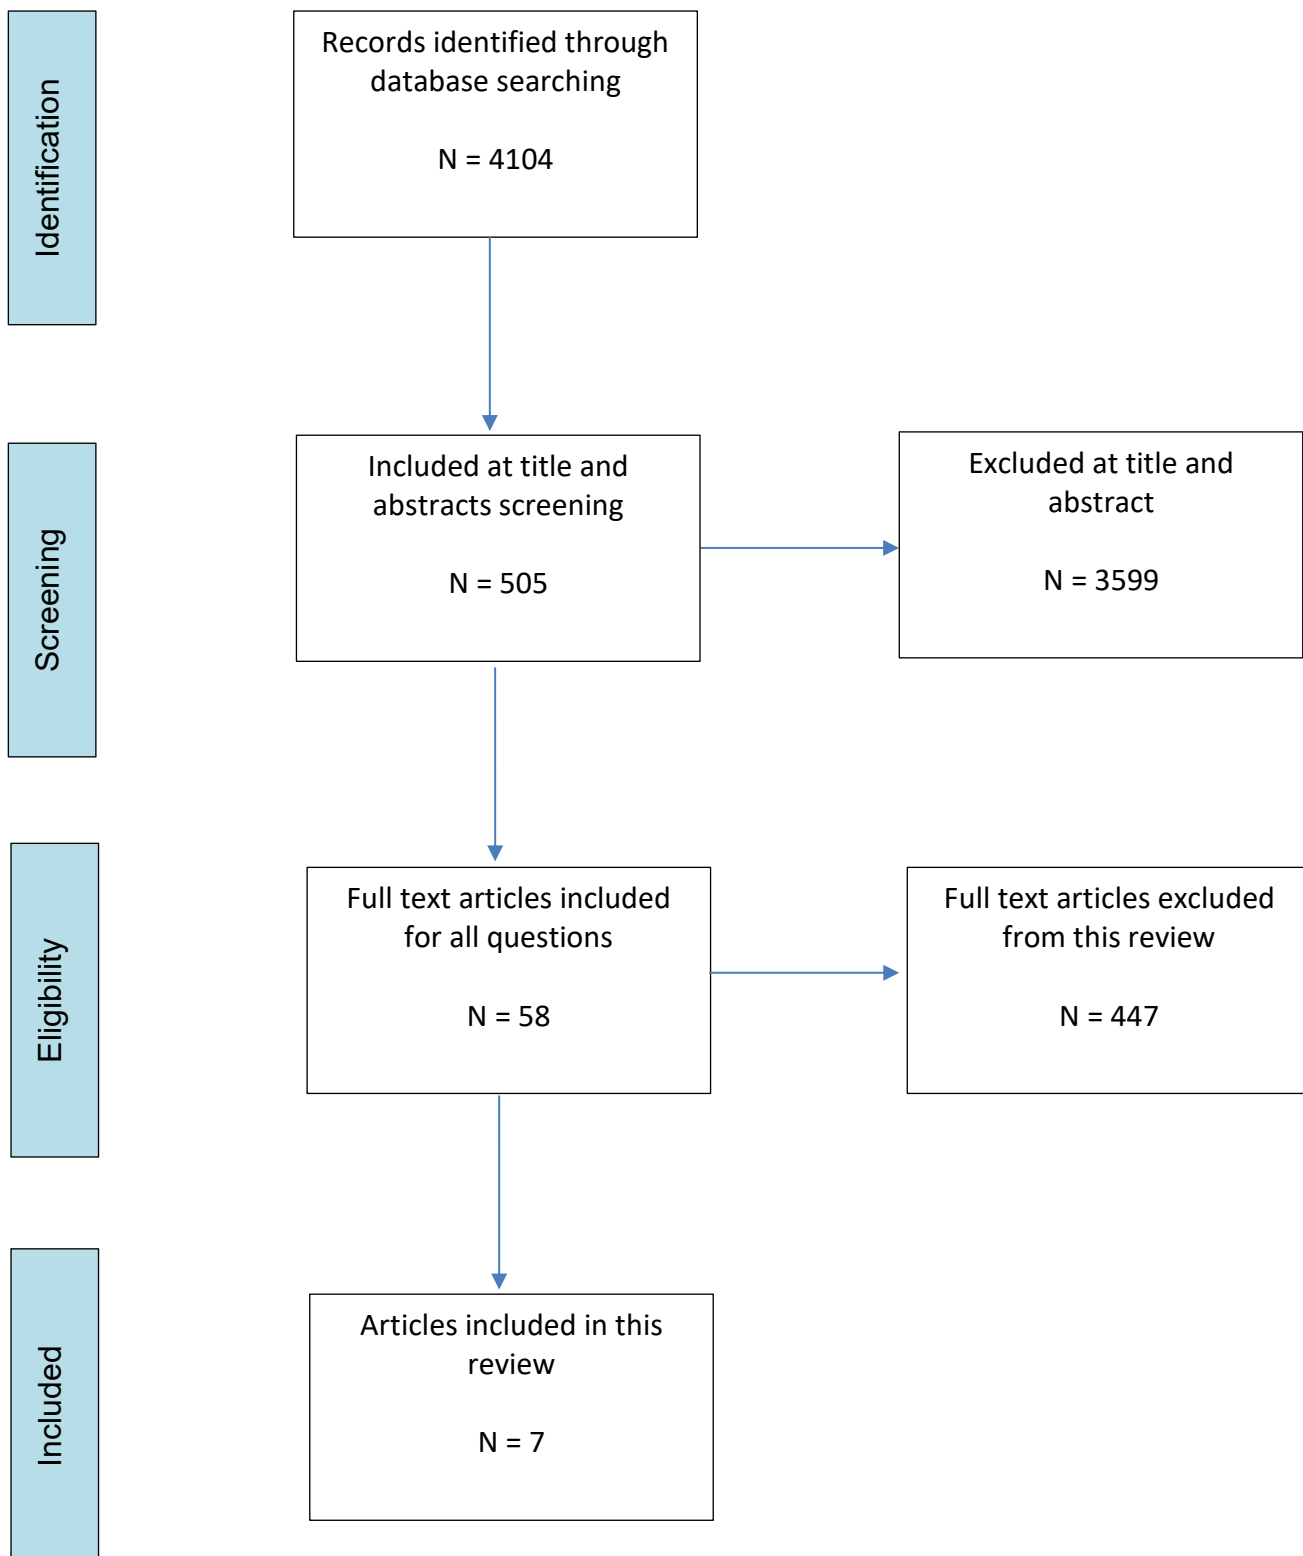 Identification
Records identified through
database searching
N = 4104
Screening
Included at title and
abstracts screening
N = 505
Excluded at title and
abstract
N = 3599
Eligibility
Full text articles included
for all questions
N = 58
Full text articles excluded
from this review
N = 447
Included
Articles included in this
review
N = 7